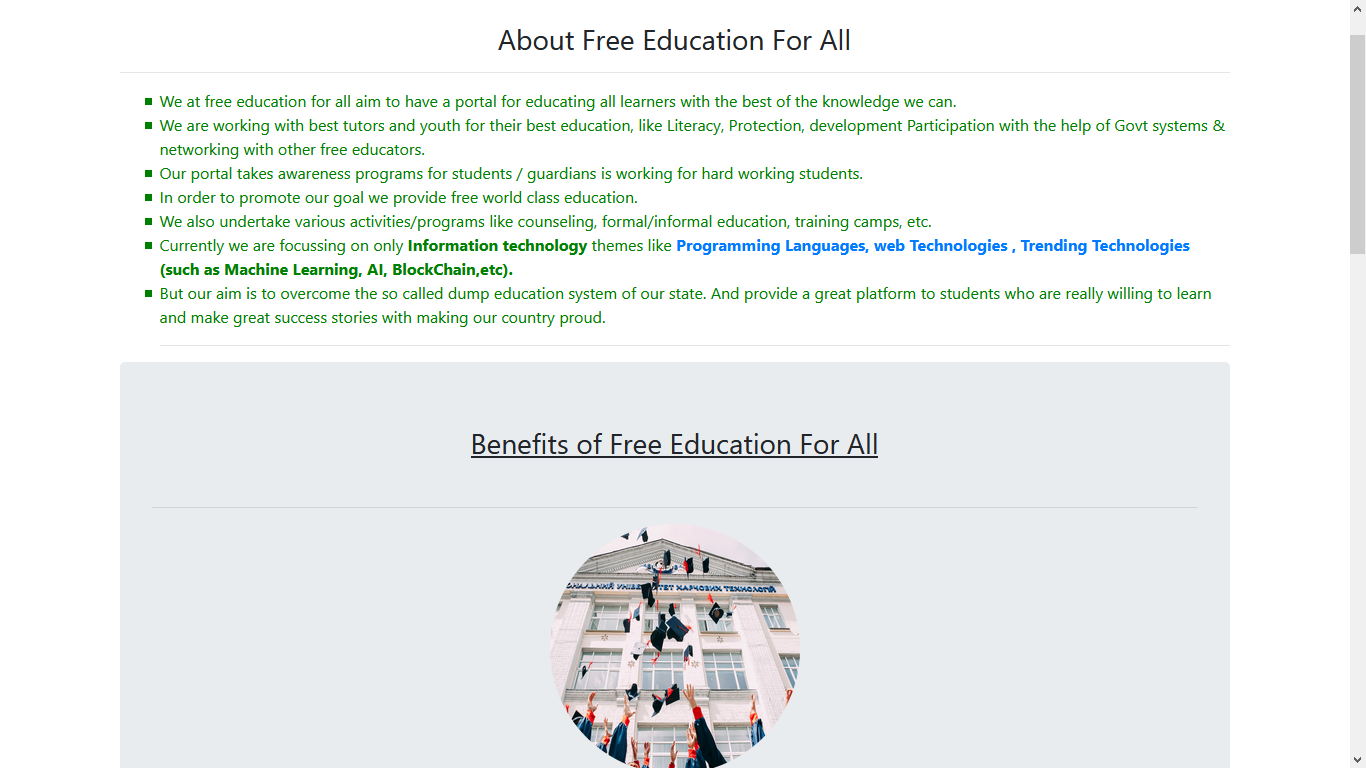 About Free Education For All
We at free education for all aim to have a portal for educating all learners with the best of the knowledge we can.
We are working with best tutors and youth for their best education, like Literacy, Protection, development Participation with the help of Govt systems &
networking with other free educators.
Our portal takes awareness programs for students / guardians is working for hard working students.
In order to promote our goal we provide free world class education.
We also undertake various activities/programs like counseling, formal/informal education, training camps, etc.
Currently we are focussing on only Information technology themes like Programming Languages, web Technologies , Trending Technologies
(such as Machine Learning, AI, BlockChain,etc).
But our aim is to overcome the so called dump education system of our state. And provide a great platform to students who are really willing to learn
and make great success stories with making our country proud.
Benefits of Free Education For All
ХАРЧОВИХ ТЕХНОЛОГІЙ